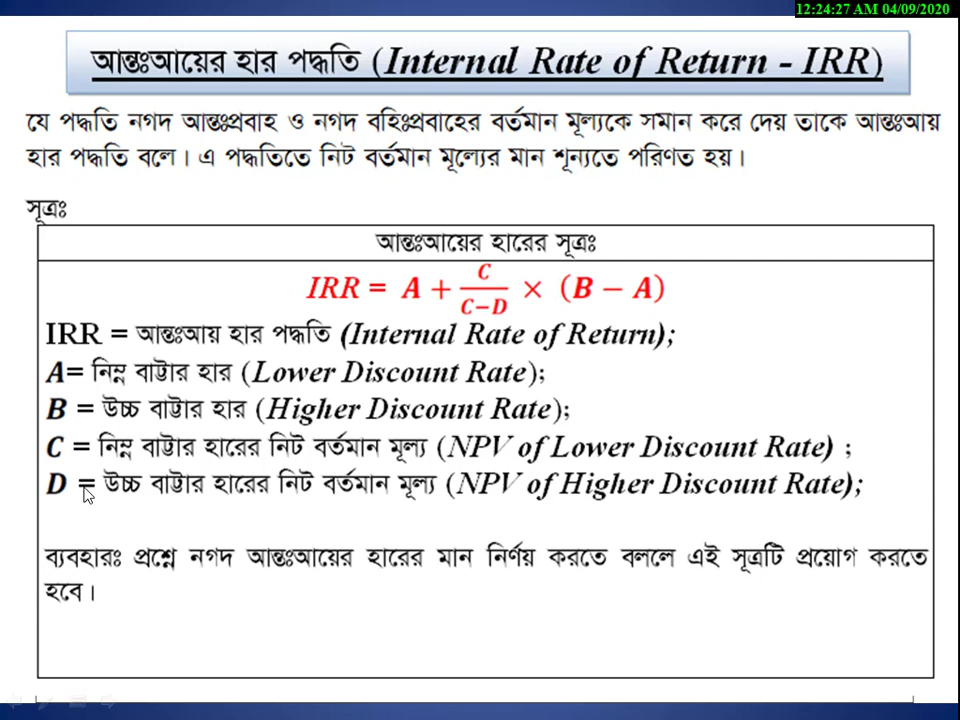 12:24:27 AM 04/09/2020
আন্তঃআয়ের হার পদ্ধতি (Internal Rate of Return - IRR)
যে পদ্ধতি নগদ আন্তঃপ্রবাহ ও নগদ বহিঃপ্রবাহের বর্তমান মূল্যকে সমান করে দেয় তাকে আন্তঃআয়
হার পদ্ধতি বলে। এ পদ্ধতিতে নিট বর্তমান মূল্যের মান শূন্যতে পরিণত হয়।
সূত্রঃ
আন্তঃআয়ের হারের সূত্রঃ
IRR = A + C/(C−D) × (B − A)
IRR = আন্তঃআয় হার পদ্ধতি (Internal Rate of Return);
A= নিম্ন বাট্টার হার (Lower Discount Rate);
B = উচ্চ বাট্টার হার (Higher Discount Rate);
C = নিম্ন বাট্টার হারের নিট বর্তমান মূল্য (NPV of Lower Discount Rate) ;
D = উচ্চ বাট্টার হারের নিট বর্তমান মূল্য (NPV of Higher Discount Rate);
ব্যবহারঃ প্রশ্নে নগদ আন্তঃআয়ের হারের মান নির্ণয় করতে বললে এই সূত্রটি প্রয়োগ করতে
হবে।